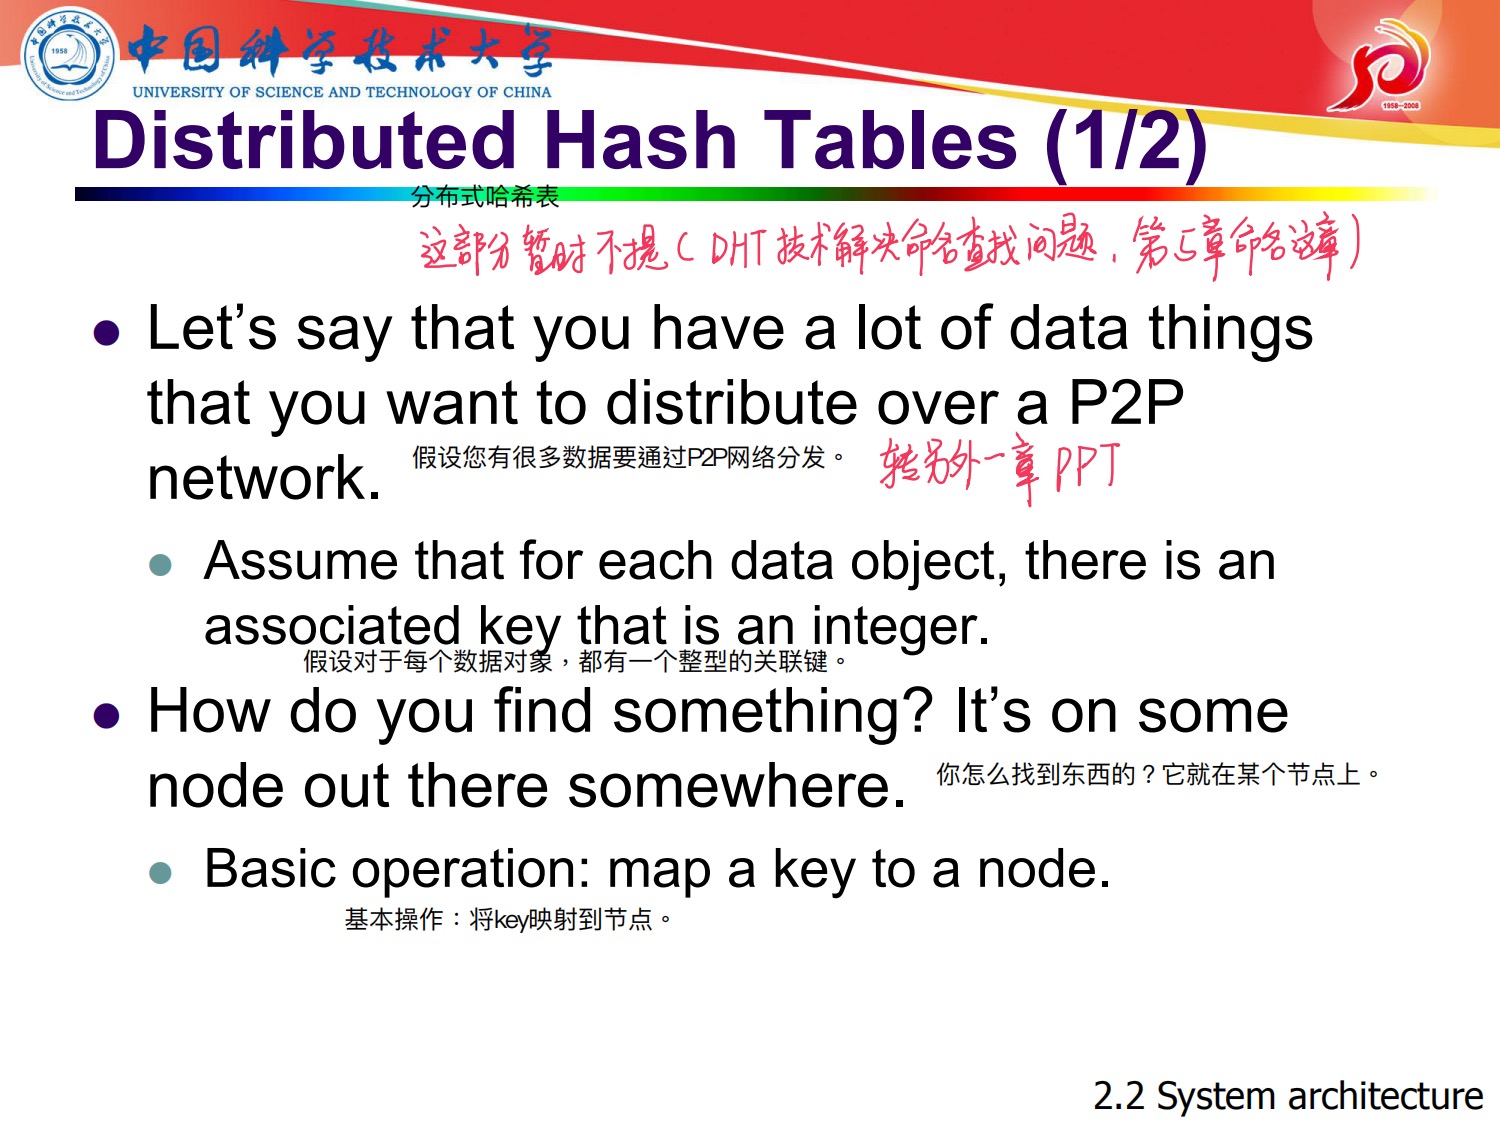 中国科学技术大学
UNIVERSITY OF SCIENCE AND TECHNOLOGY OF CHINA
1958
1958—2008
Distributed Hash Tables (1/2)
分布式哈希表
这部分暂时不提（DHT技术解决命名查找问题，第5章命名这章）
Let’s say that you have a lot of data things
that you want to distribute over a P2P
network.
假设您有很多数据要通过P2P网络分发。
转另外一章PPT
Assume that for each data object, there is an
associated key that is an integer.
假设对于每个数据对象，都有一个整型的关联键。
How do you find something? It’s on some
node out there somewhere.
你怎么找到东西的？它就在某个节点上。
Basic operation: map a key to a node.
基本操作：将key映射到节点。
2.2 System architecture